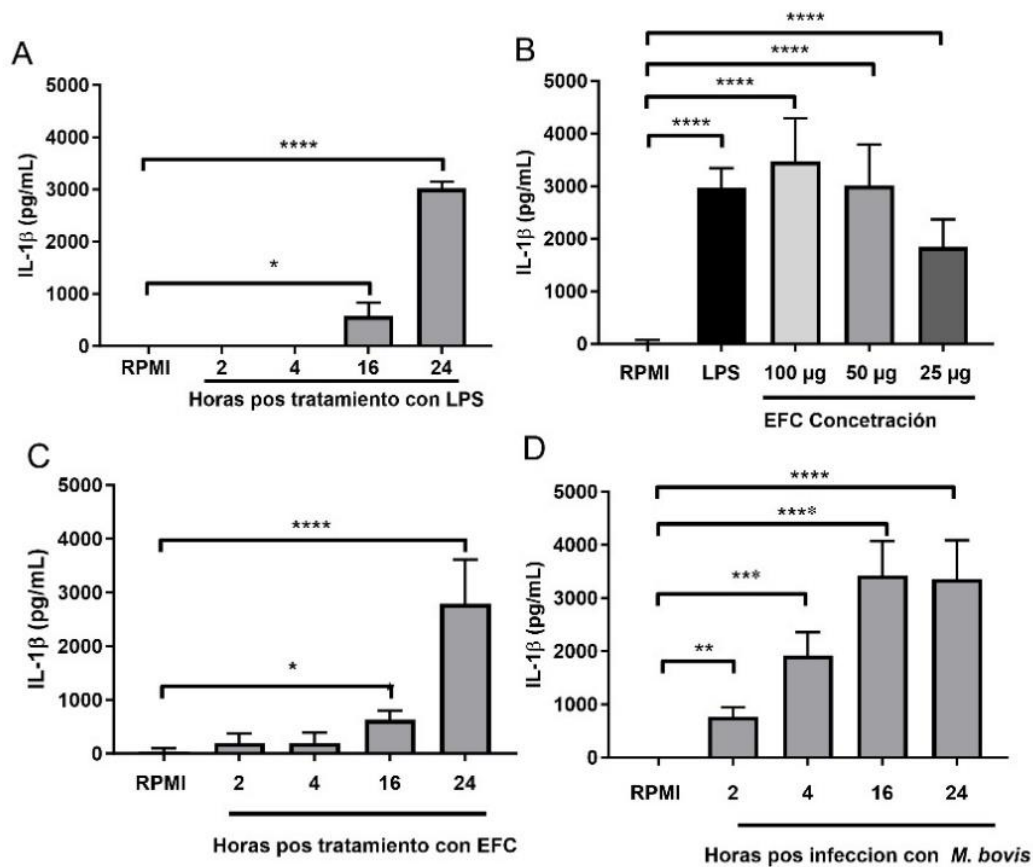 A
IL-1β (pg/mL)
5000
4000
3000
2000
1000
0
****
*
RPMI 2 4 16 24
Horas pos tratamiento con LPS
B
IL-1β (pg/mL)
5000
4000
3000
2000
1000
0
****
****
****
****
RPMI LPS 100 µg 50 µg 25 µg
EFC Concetración
C
IL-1β (pg/mL)
5000
4000
3000
2000
1000
0
****
*
RPMI 2 4 16 24
Horas pos tratamiento con EFC
D
IL-1β (pg/mL)
5000
4000
3000
2000
1000
0
****
****
***
**
RPMI 2 4 16 24
Horas pos infeccion con M. bovis